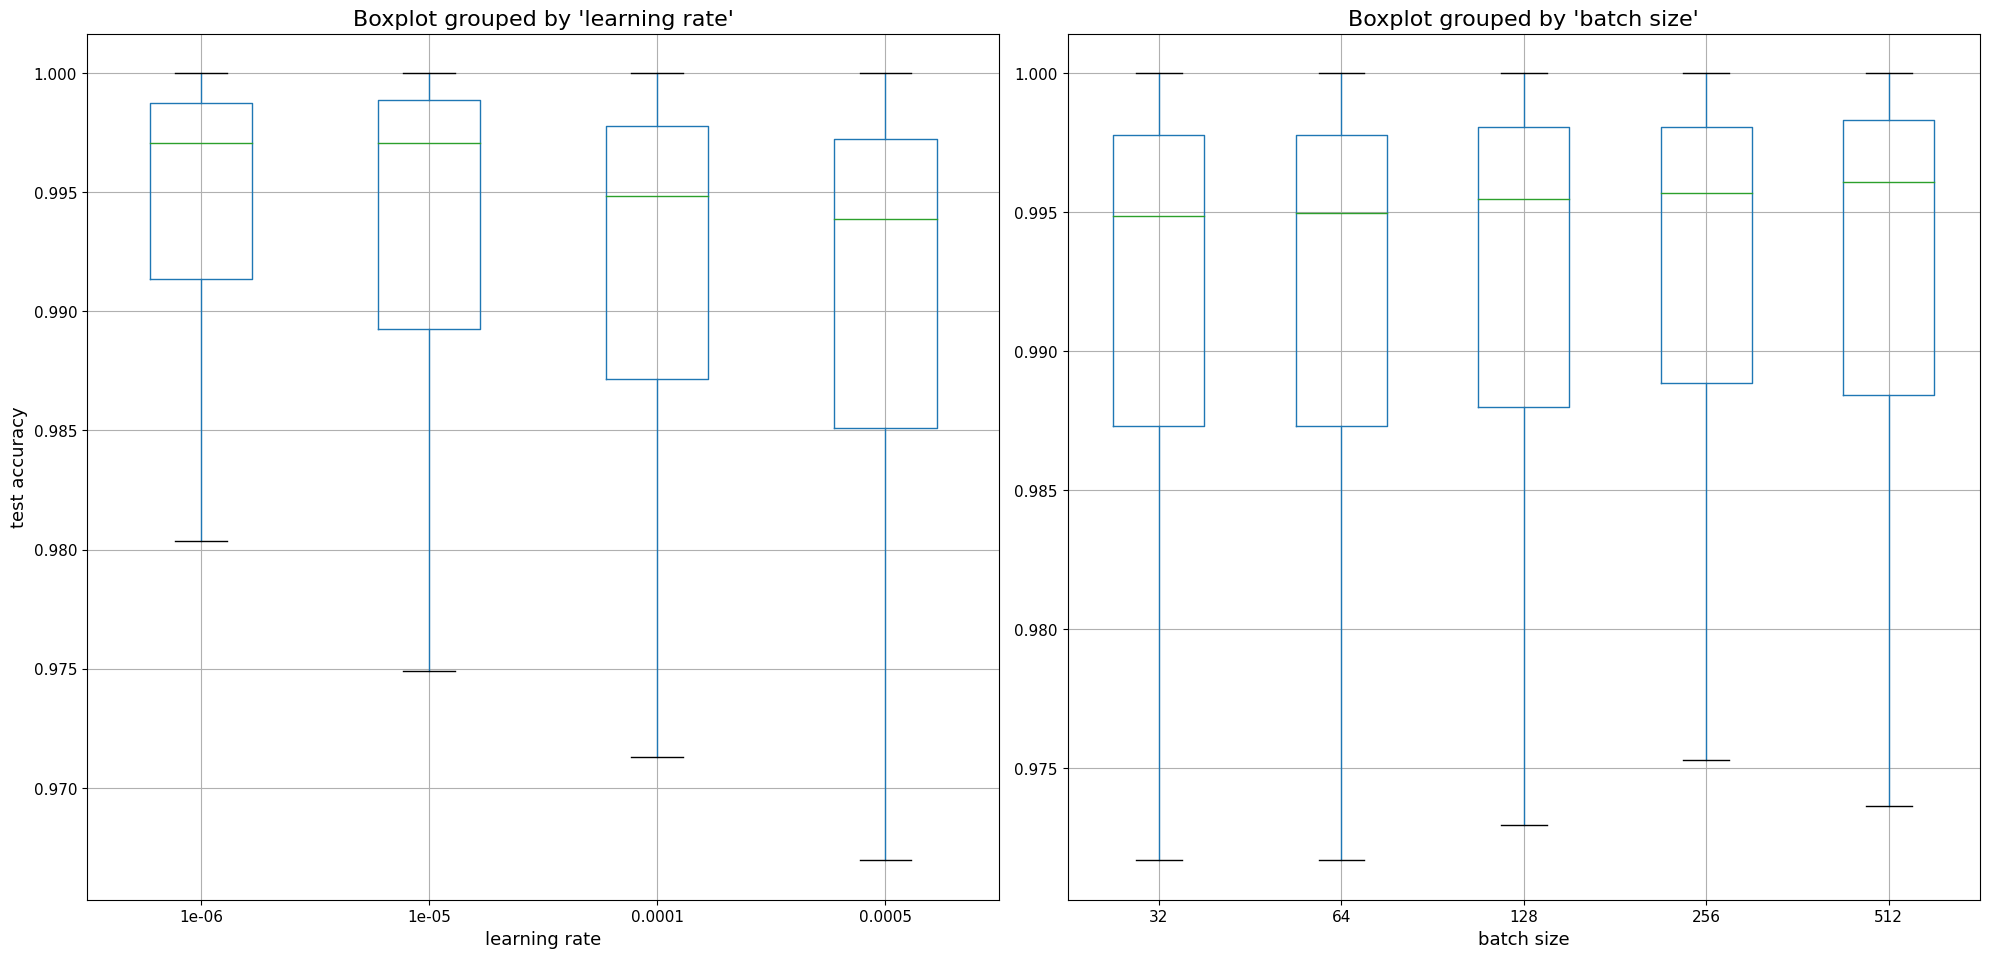 Boxplot grouped by 'learning rate'
1.000
0.995
0.990
0.985
0.980
0.975
0.970
test accuracy
1e-06 1e-05 0.0001 0.0005
learning rate
Boxplot grouped by 'batch size'
1.000
0.995
0.990
0.985
0.980
0.975
32 64 128 256 512
batch size